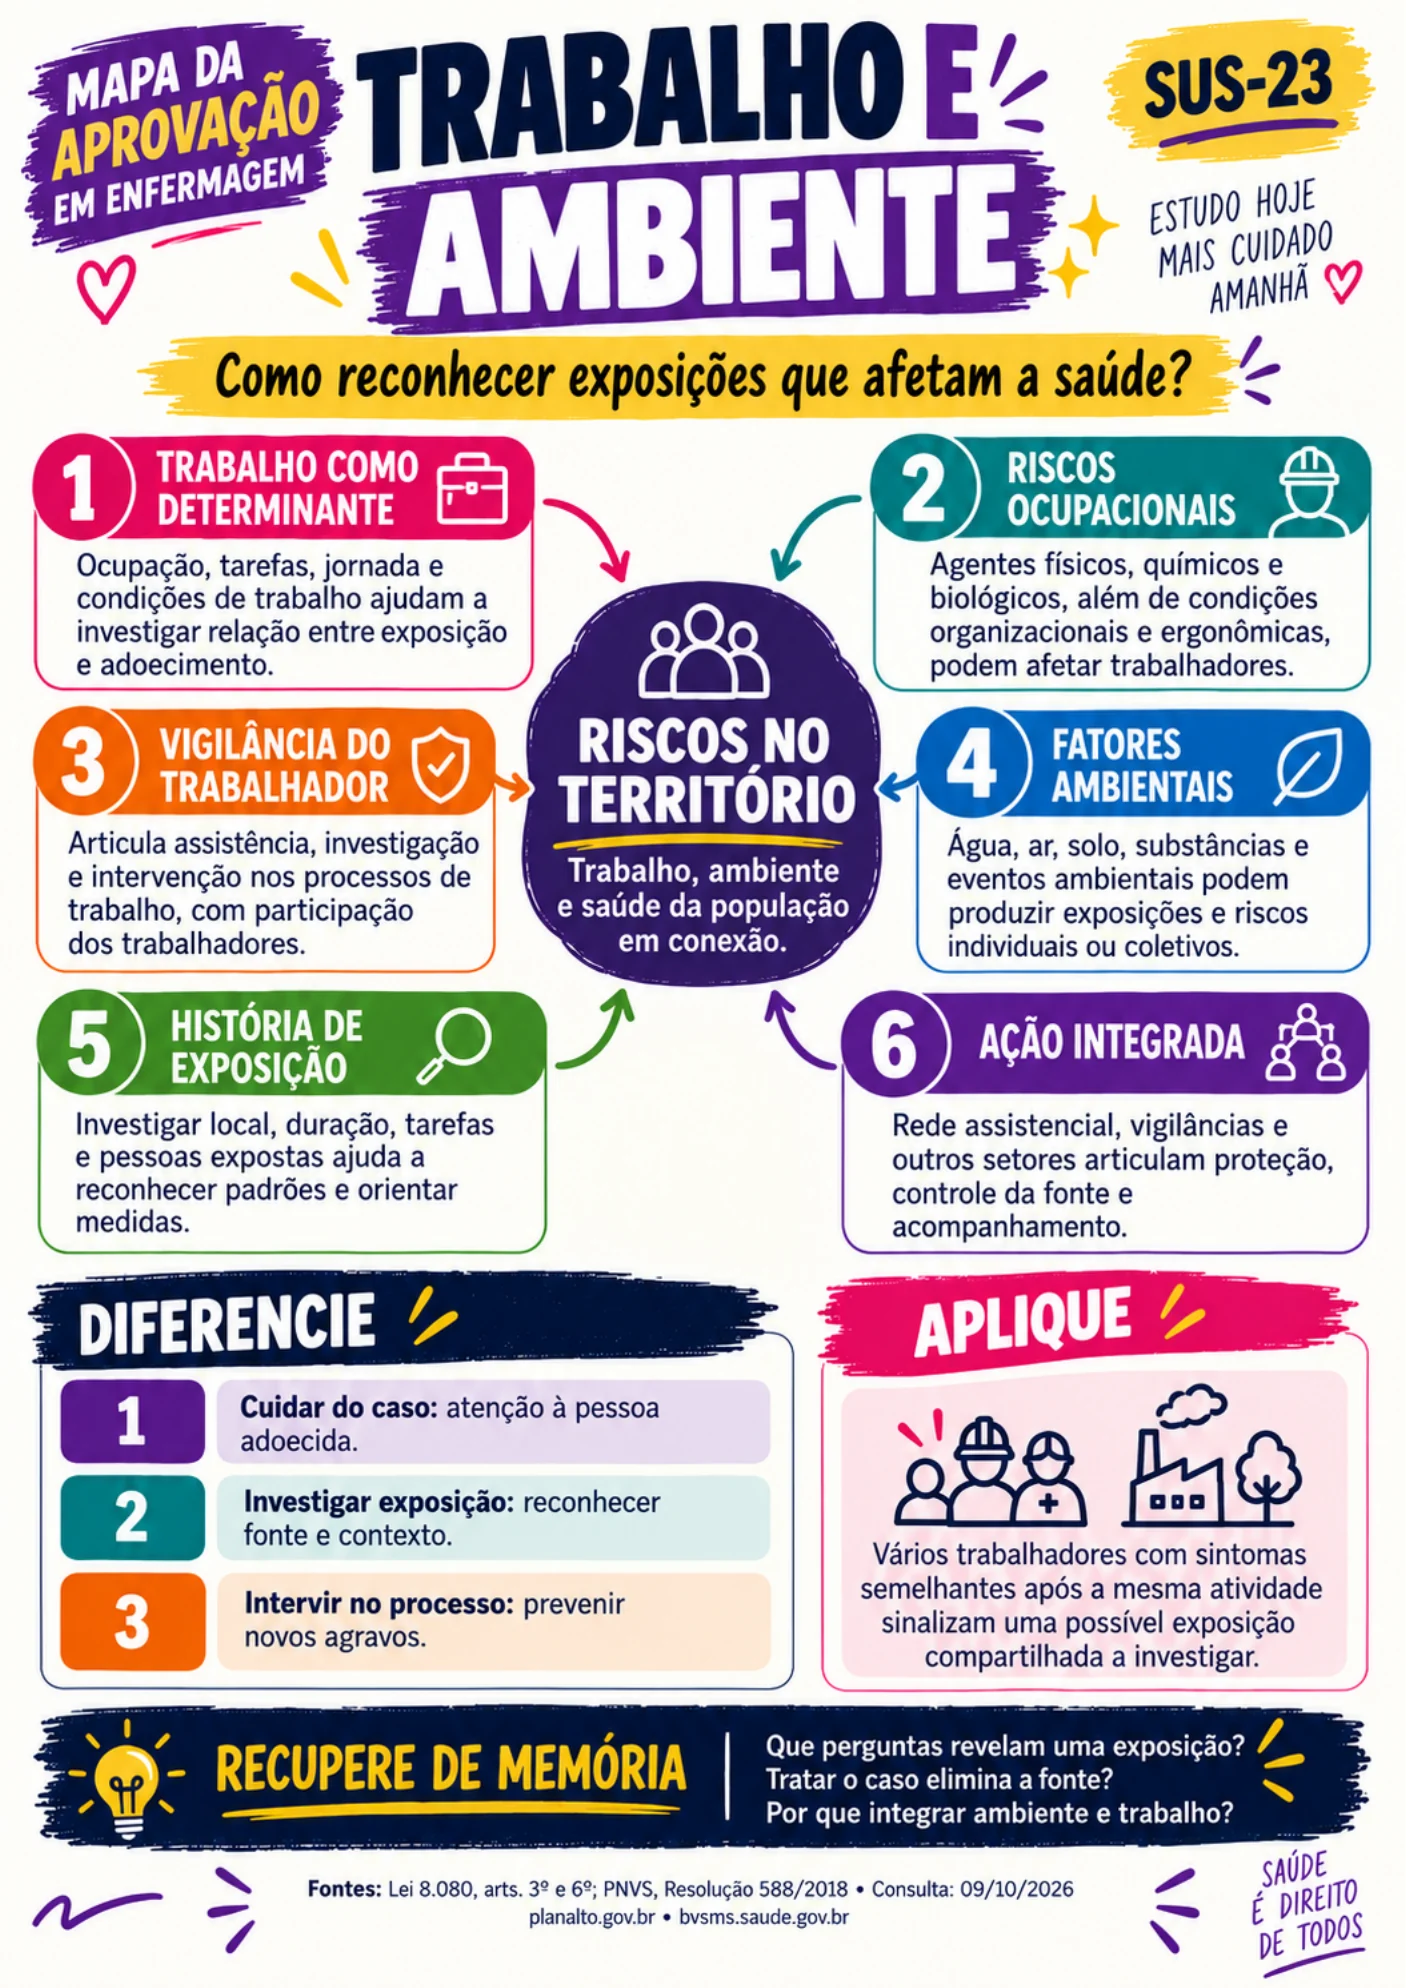 MAPA DA
APROVAÇÃO
EM ENFERMAGEM
TRABALHO E
AMBIENTE
SUS-23
ESTUDO HOJE
MAIS CUIDADO
AMANHÃ
Como reconhecer exposições que afetam a saúde?
1
TRABALHO COMO
DETERMINANTE
Ocupação, tarefas, jornada e
condições de trabalho ajudam a
investigar relação entre exposição
e adoecimento.
2
RISCOS
OCUPACIONAIS
Agentes físicos, químicos e
biológicos, além de condições
organizacionais e ergonômicas,
podem afetar trabalhadores.
RISCOS NO
TERRITÓRIO
Trabalho, ambiente
e saúde da população
em conexão.
3
VIGILÂNCIA DO
TRABALHADOR
Articula assistência, investigação
e intervenção nos processos de
trabalho, com participação
dos trabalhadores.
4
FATORES
AMBIENTAIS
Água, ar, solo, substâncias e
eventos ambientais podem
produzir exposições e riscos
individuais ou coletivos.
5
HISTÓRIA DE
EXPOSIÇÃO
Investigar local, duração, tarefas
e pessoas expostas ajuda a
reconhecer padrões e orientar
medidas.
6
AÇÃO INTEGRADA
Rede assistencial, vigilâncias e
outros setores articulam proteção,
controle da fonte e
acompanhamento.
DIFERENCIE
1
Cuidar do caso: atenção à pessoa
adoecida.
2
Investigar exposição: reconhecer
fonte e contexto.
3
Intervir no processo: prevenir
novos agravos.
APLIQUE
Vários trabalhadores com sintomas
semelhantes após a mesma atividade
sinalizam uma possível exposição
compartilhada a investigar.
RECUPERE DE MEMÓRIA
Que perguntas revelam uma exposição?
Tratar o caso elimina a fonte?
Por que integrar ambiente e trabalho?
Fontes: Lei 8.080, arts. 3º e 6º; PNVS, Resolução 588/2018 • Consulta: 09/10/2026
planalto.gov.br • bvsms.saude.gov.br
SAÚDE
É DIREITO
DE TODOS